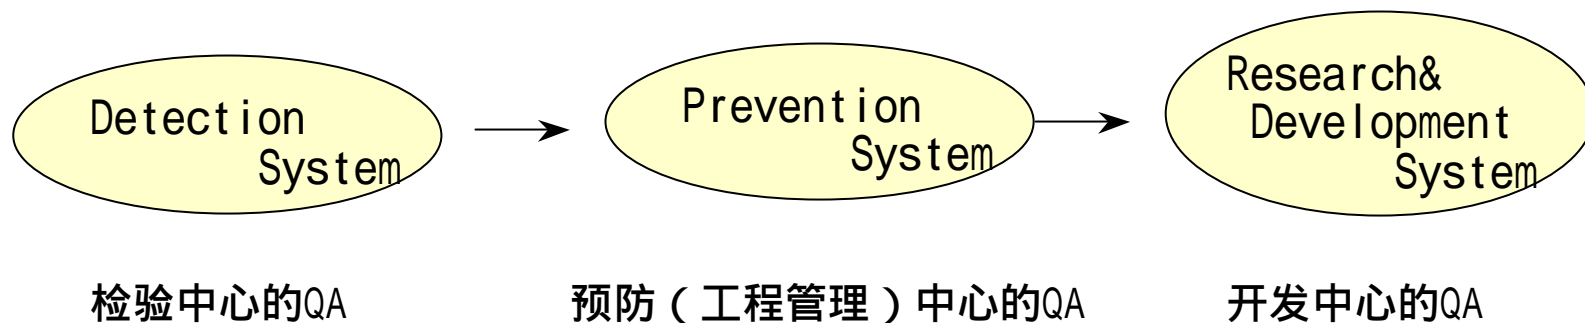 Detection
System
Prevention
System
Research&
Development
System
检验中心的QA
预防（工程管理）中心的QA
开发中心的QA